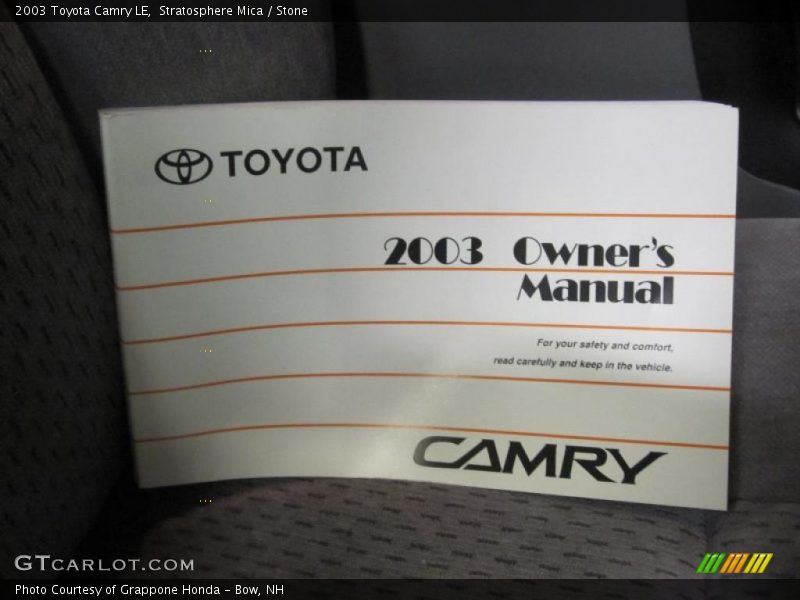 2003 Toyota Camry LE,  Stratosphere Mica / Stone
TOYOTA
2003 Owner's
Manual
For your safety and comfort,
read carefully and keep in the vehicle.
CAMRY
GTCARLOT.COM
Photo Courtesy of Grappone Honda - Bow, NH